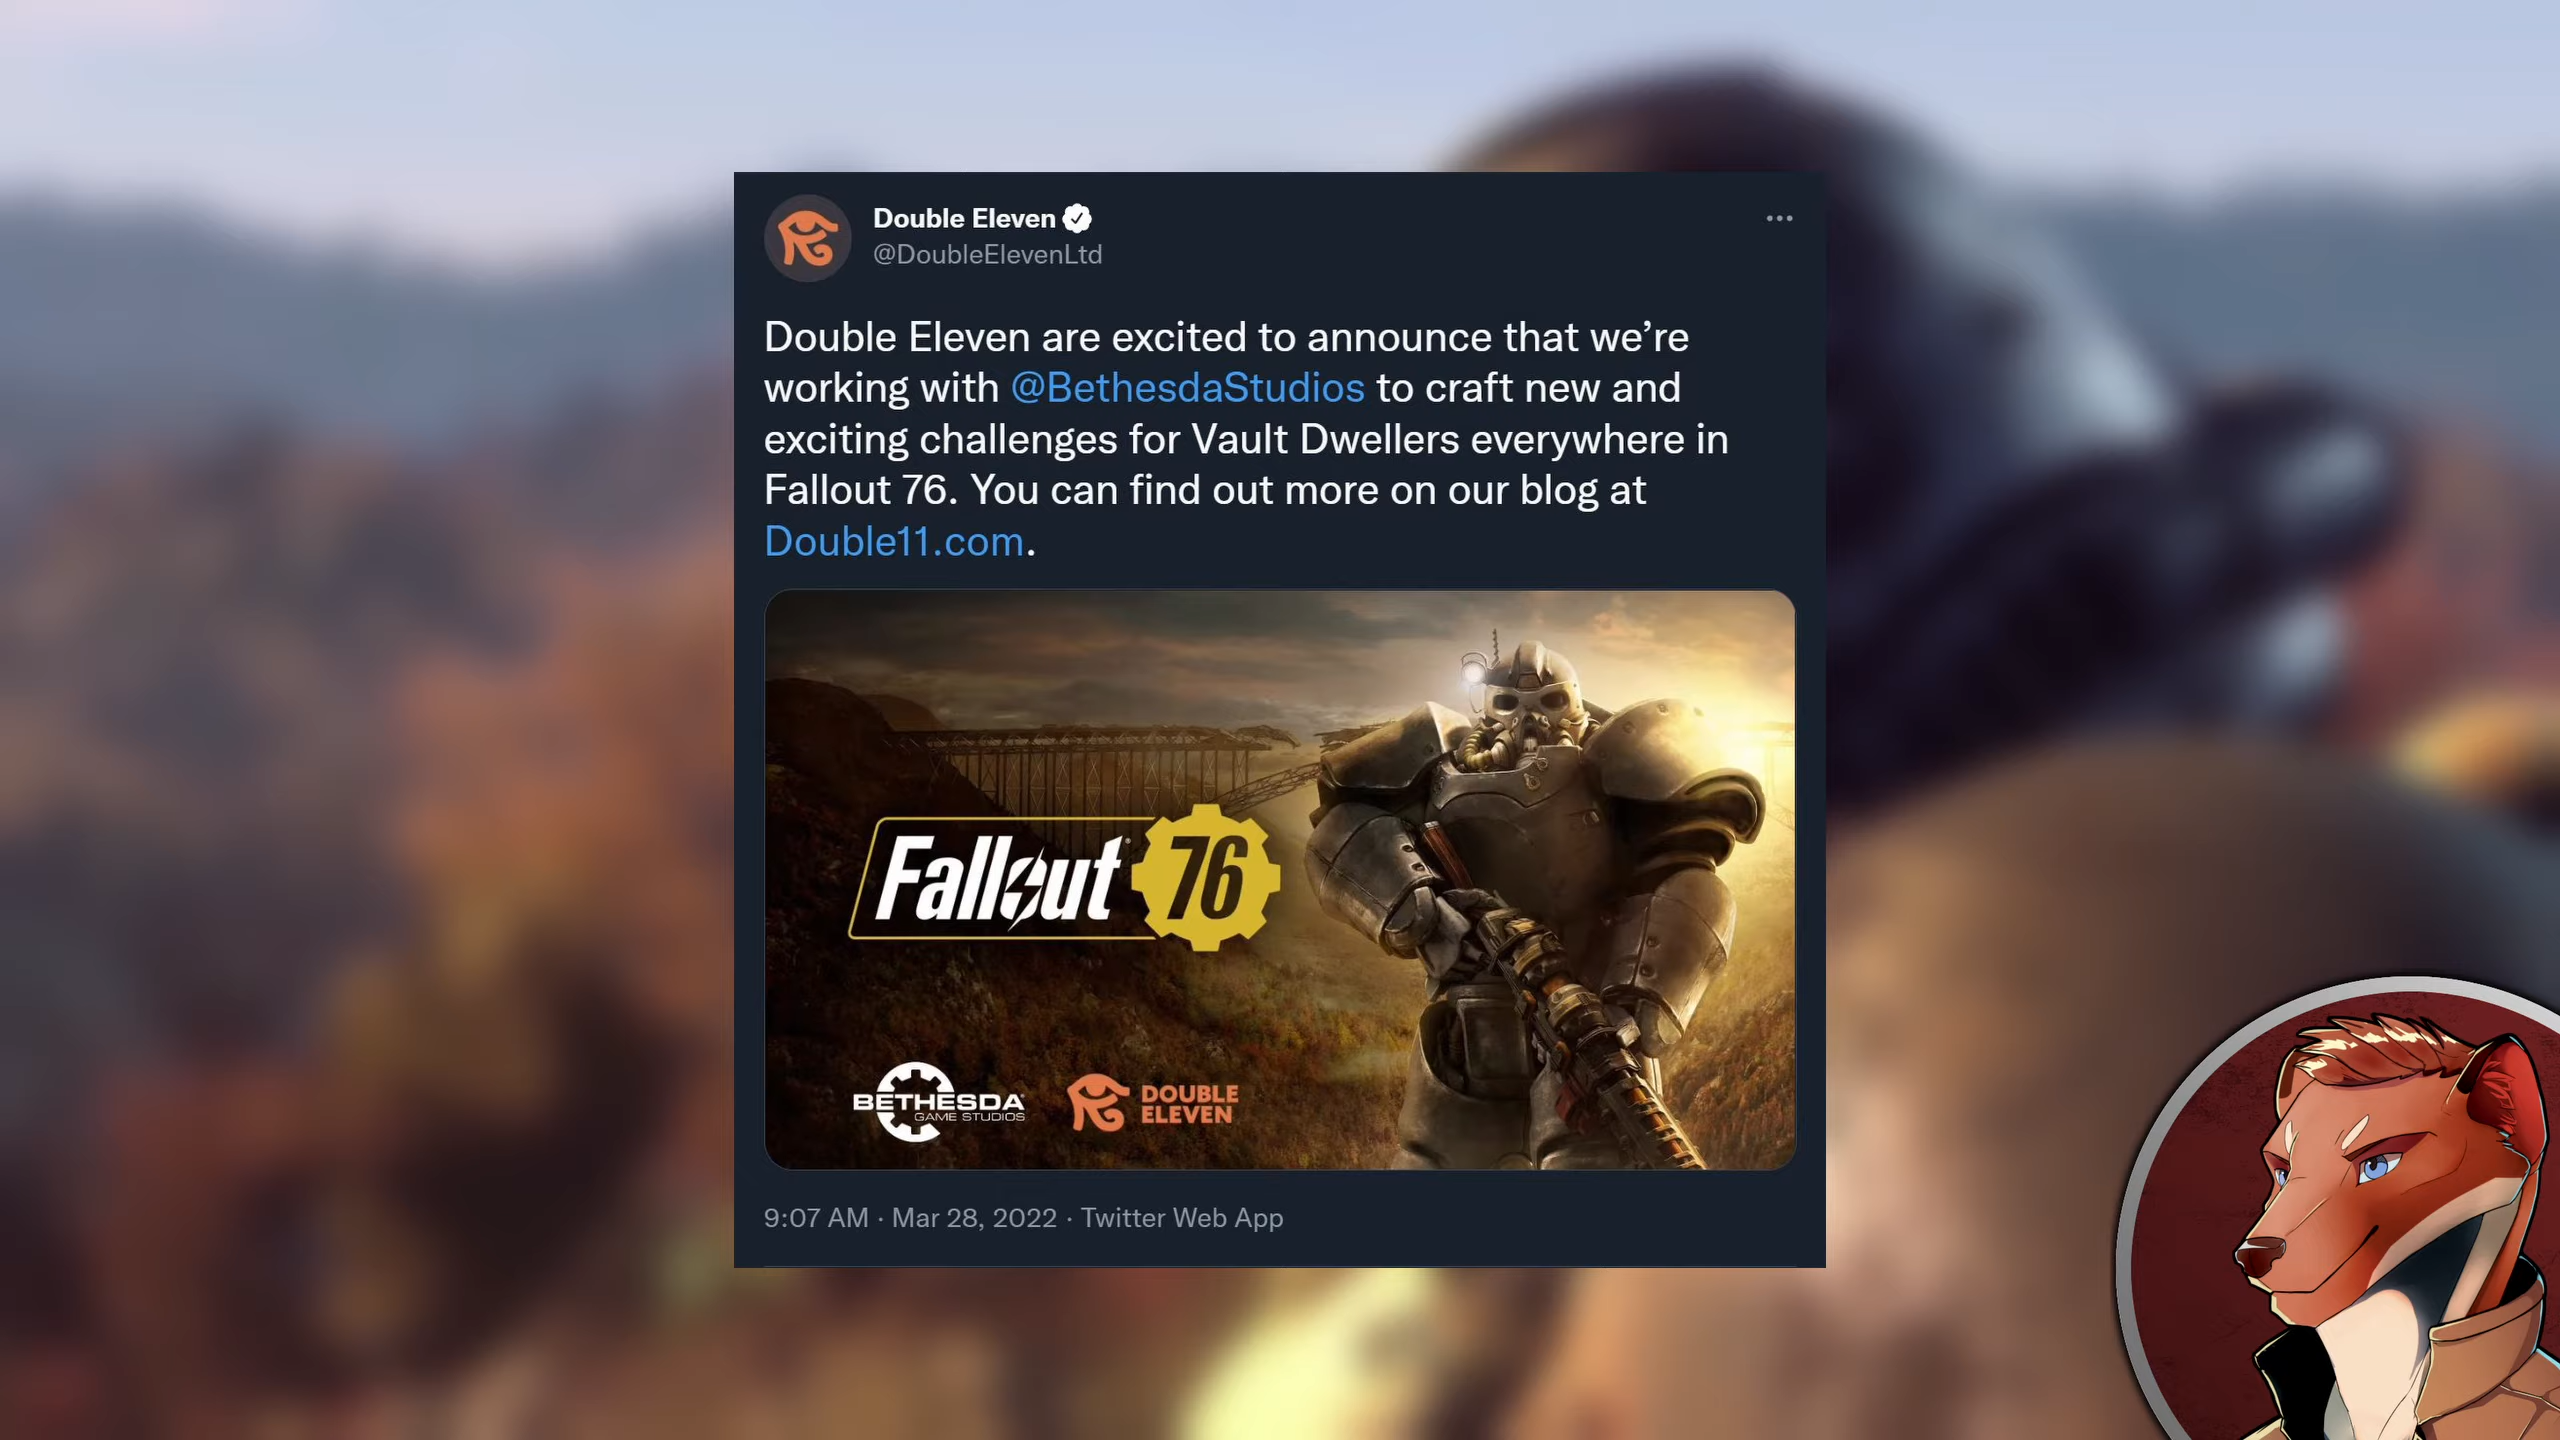 Double Eleven
@DoubleElevenLtd
Double Eleven are excited to announce that we’re
working with @BethesdaStudios to craft new and
exciting challenges for Vault Dwellers everywhere in
Fallout 76. You can find out more on our blog at
Double11.com.
Fallout 76
BETHESDA
GAME STUDIOS
DOUBLE
ELEVEN
9:07 AM · Mar 28, 2022 · Twitter Web App